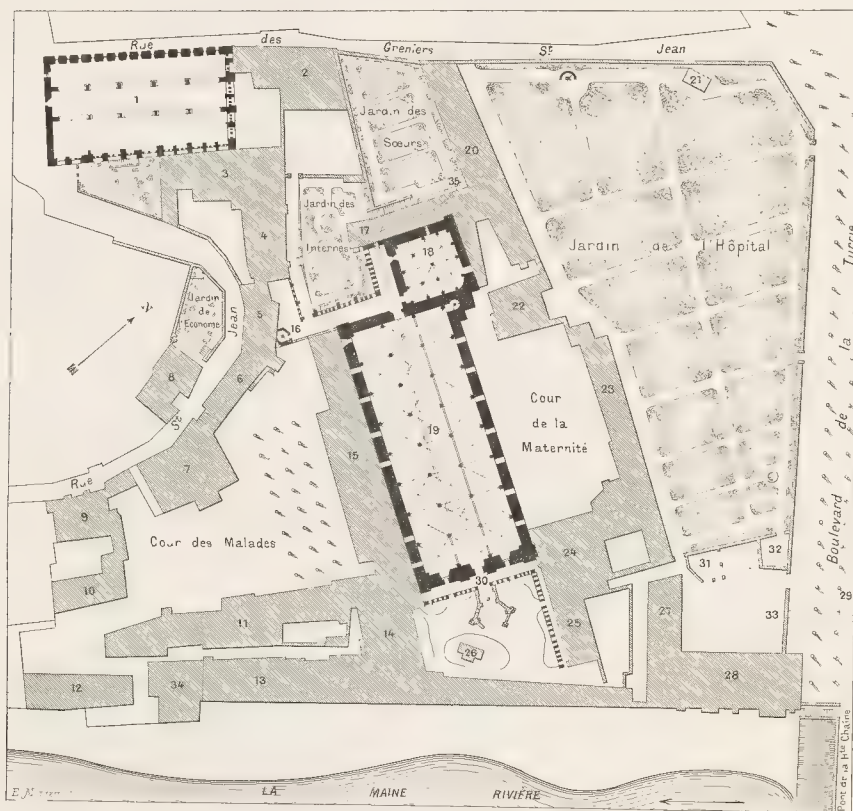 Rue des Greniers St Jean
1
2
21
Jardin des
Sœurs
20
3
35
Jardin des
Internes
17
4
18
Jardin de l'Hôpital
Jardin
de
l'Econome
5
16
22
N
8
6
Rue St Jean
23
19
Cour
de la
Maternité
15
7
9
Cour des Malades
10
24
31
32
30
11
14
25
27
33
29
26
12
34
13
28
Boulevard de la Turcie
Pont de la Hte Chaîne
LA MAINE RIVIÈRE